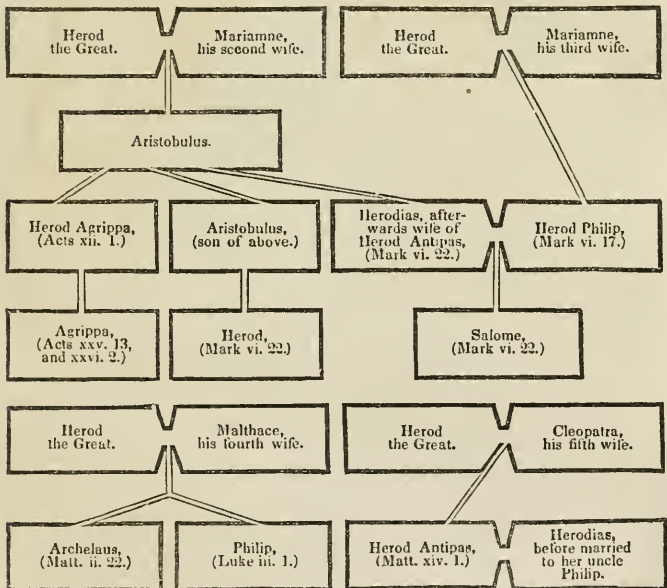 Herod
the Great.
Mariamne,
his second wife.
Herod
the Great.
Mariamne,
his third wife.
Aristobulus.
Herod Agrippa,
(Acts xii. 1.)
Aristobulus,
(son of above.)
Herodias, after-
wards wife of
Herod Antipas,
(Mark vi. 22.)
Herod Philip,
(Mark vi. 17.)
Agrippa,
(Acts xxv. 13,
and xxvi. 2.)
Herod,
(Mark vi. 22.)
Salome,
(Mark vi. 22.)
Herod
the Great.
Malthace,
his fourth wife.
Herod
the Great.
Cleopatra,
his fifth wife.
Archelaus,
(Matt. ii. 22.)
Philip,
(Luke iii. 1.)
Herod Antipas,
(Matt. xiv. 1.)
Herodias,
before married
to her uncle
Philip.